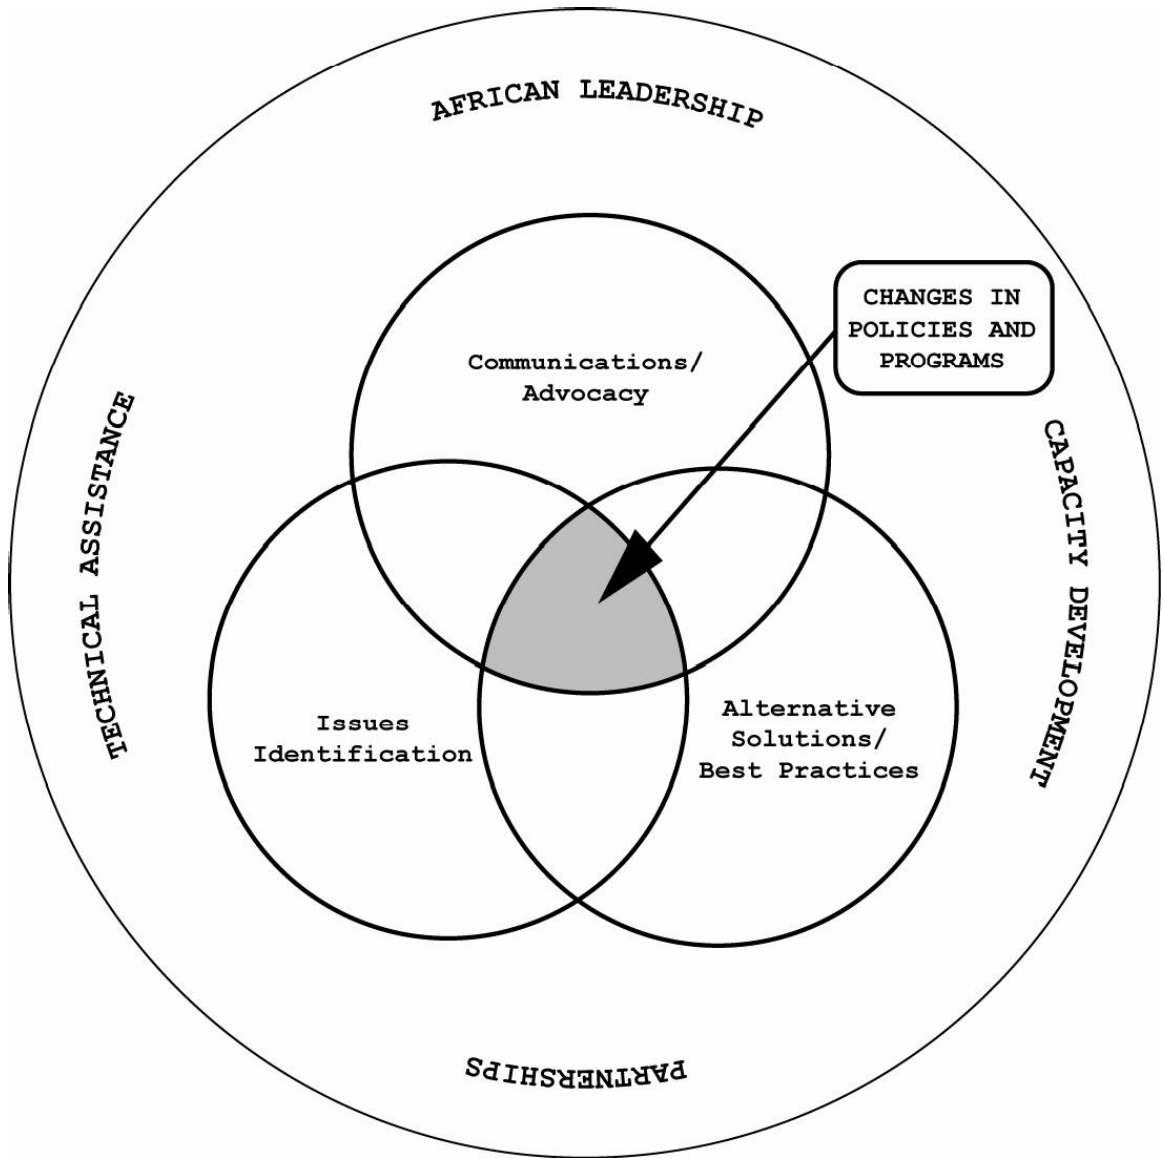 AFRICAN LEADERSHIP
CHANGES IN
POLICIES AND
PROGRAMS
Communications/
Advocacy
TECHNICAL ASSISTANCE
CAPACITY DEVELOPMENT
Issues
Identification
Alternative
Solutions/
Best Practices
PARTNERSHIPS